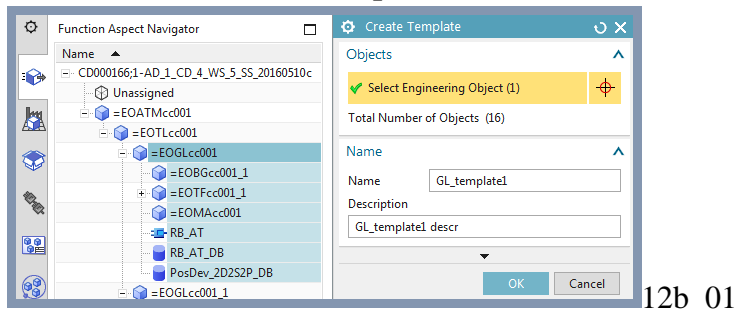 Function Aspect Navigator
Name
CD000166;1-AD_1_CD_4_WS_5_SS_20160510c
Unassigned
=EOATMcc001
=EOTLcc001
=EOGLcc001
=EOBGcc001_1
=EOTFcc001_1
=EOMAcc001
RB_AT
RB_AT_DB
PosDev_2D2S2P_DB
=EOGLcc001_1
Create Template
Objects
Select Engineering Object (1)
Total Number of Objects (16)
Name
Name GL_template1
Description
GL_template1 descr
OK Cancel
12b_01